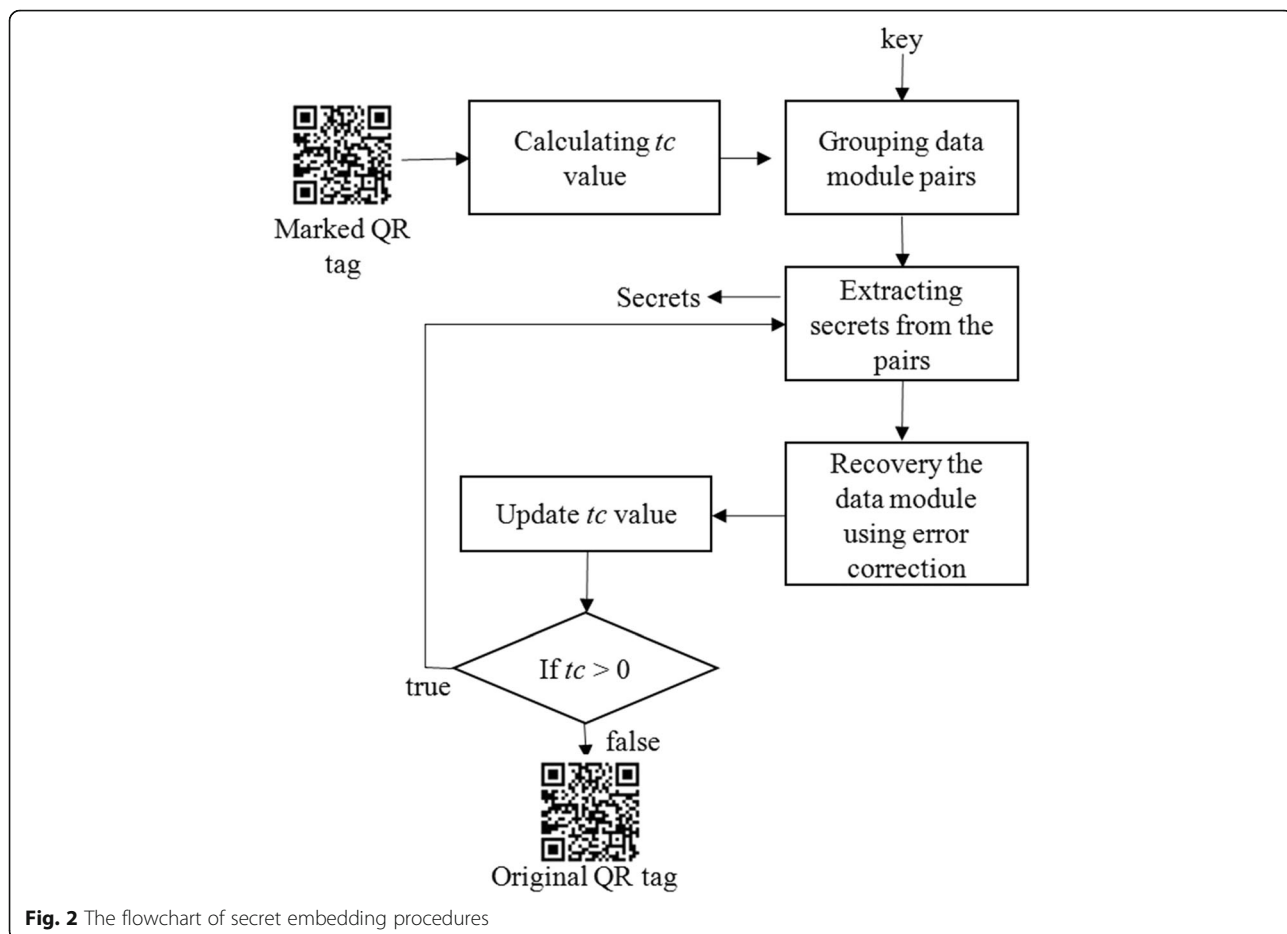 key
Calculating tc
value
Grouping data
module pairs
Marked QR
tag
Secrets
Extracting
secrets from the
pairs
Recovery the
data module
using error
correction
Update tc value
If tc > 0
true
false
Original QR tag
Fig. 2 The flowchart of secret embedding procedures